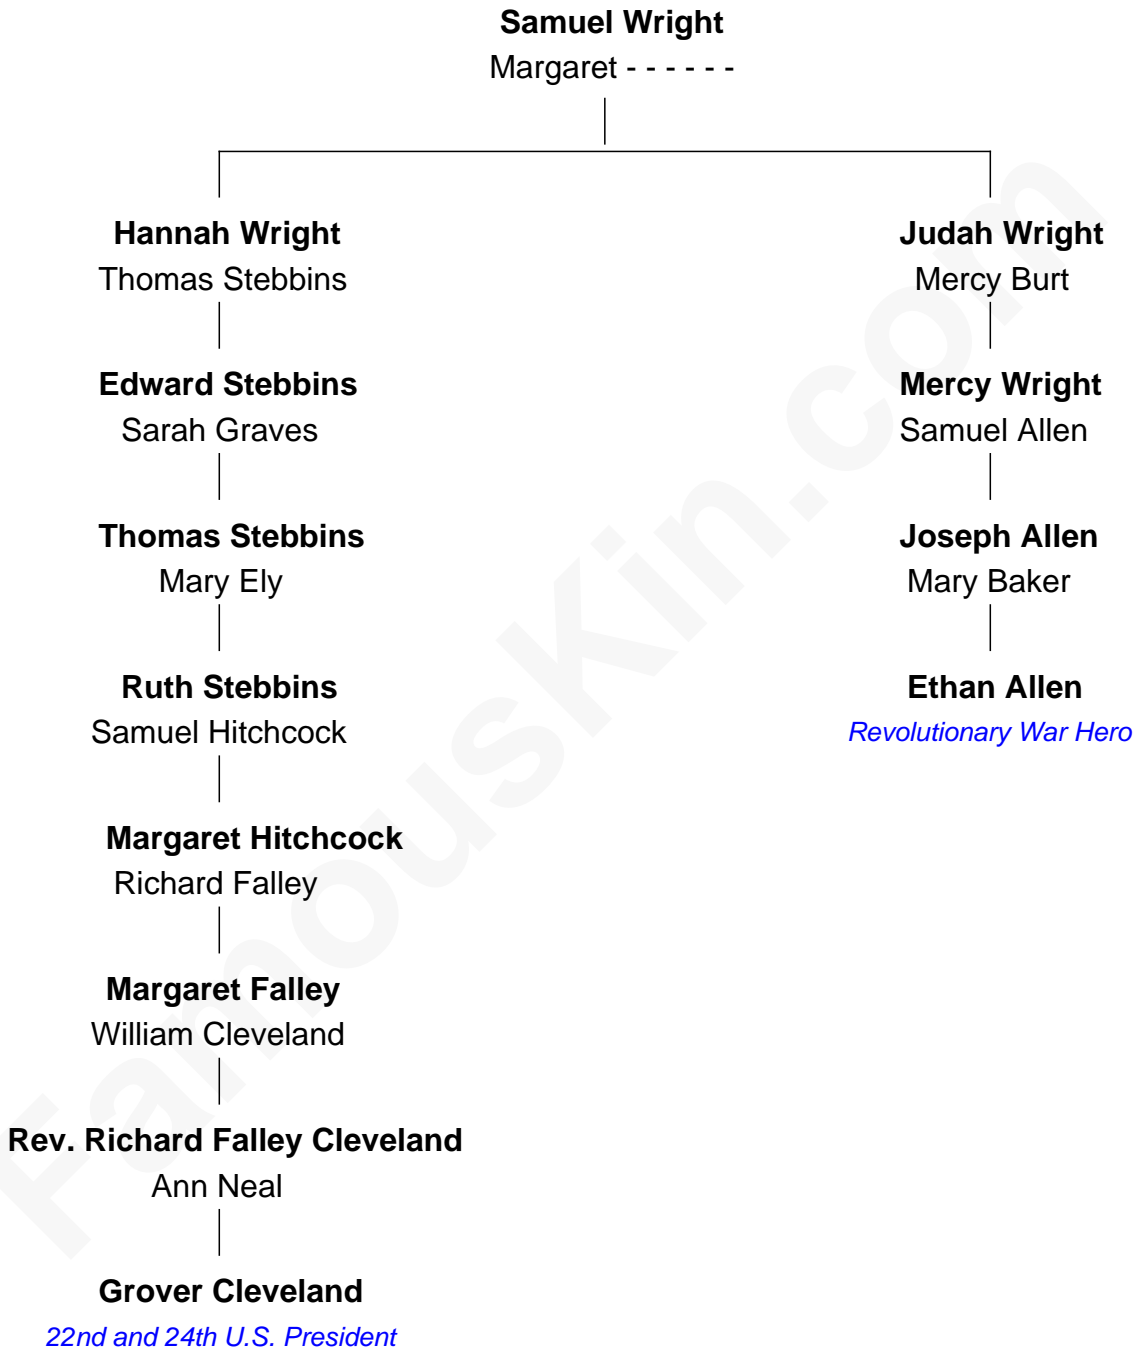 Samuel Wright
Margaret - - - - - -
Hannah Wright
Thomas Stebbins
Edward Stebbins
Sarah Graves
Thomas Stebbins
Mary Ely
Ruth Stebbins
Samuel Hitchcock
Margaret Hitchcock
Richard Falley
Margaret Falley
William Cleveland
Rev. Richard Falley Cleveland
Ann Neal
Grover Cleveland
22nd and 24th U.S. President
Judah Wright
Mercy Burt
Mercy Wright
Samuel Allen
Joseph Allen
Mary Baker
Ethan Allen
Revolutionary War Hero
FamousKin.com